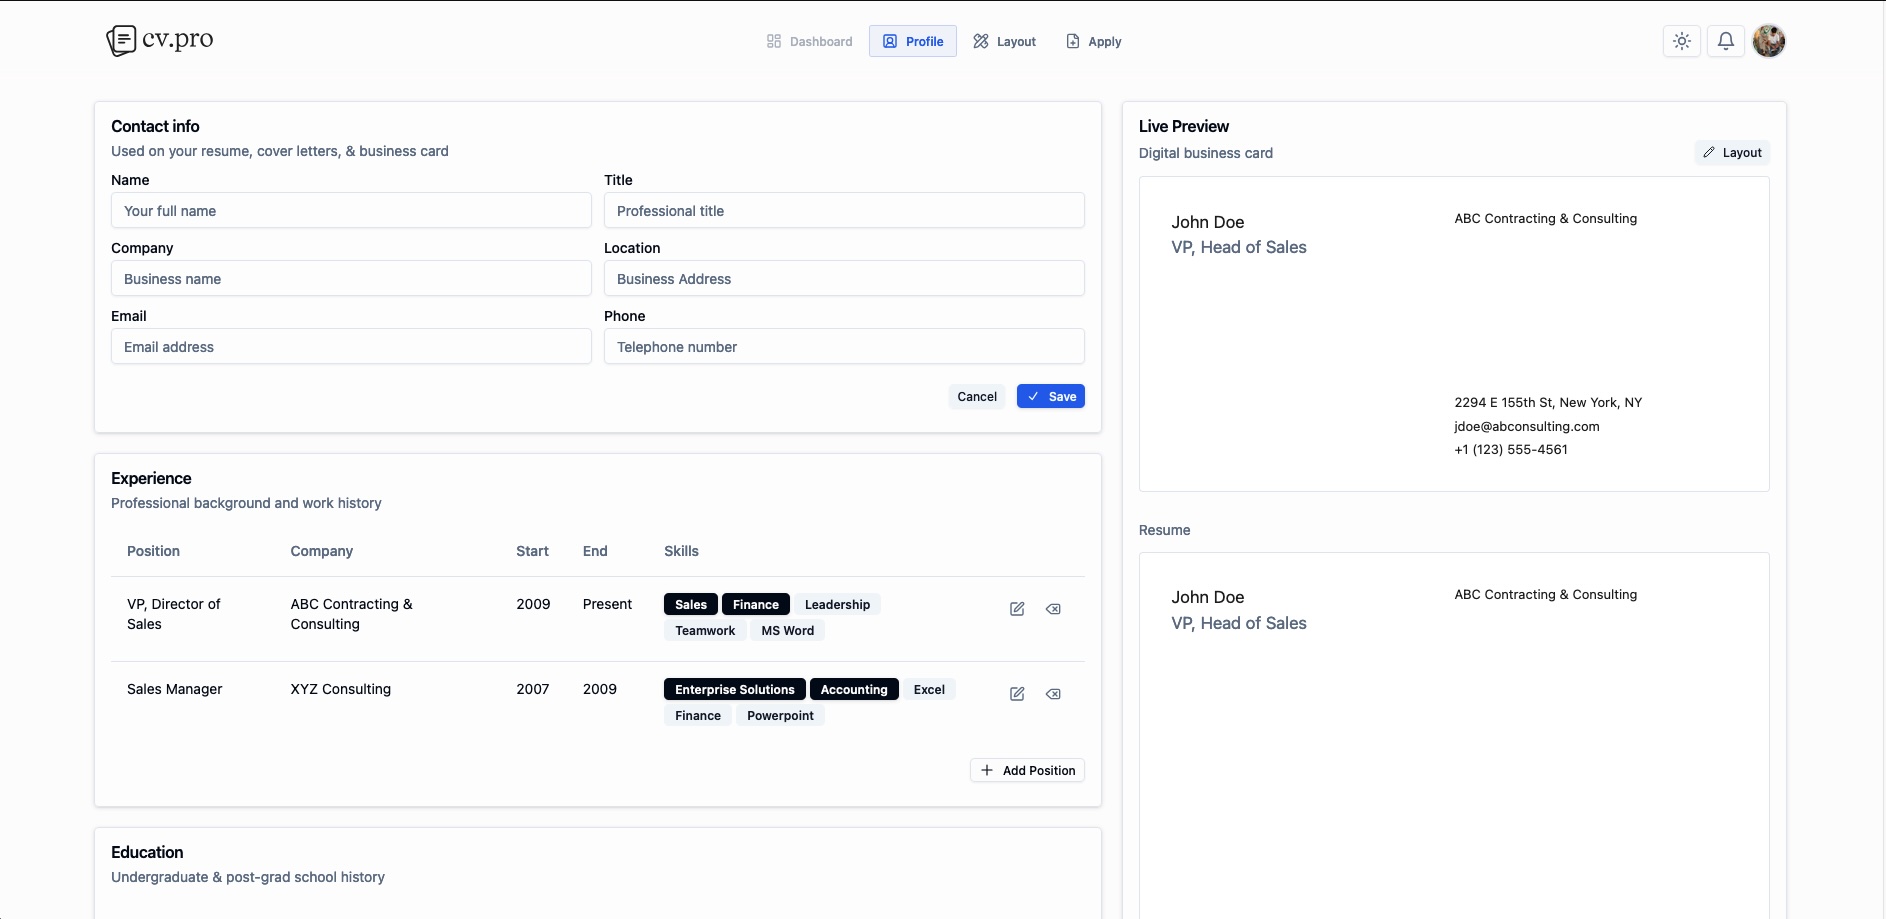 cv.pro
Dashboard
Profile
Layout
Apply
Contact info
Used on your resume, cover letters, & business card
Name
Title
Your full name
Professional title
Company
Location
Business name
Business Address
Email
Phone
Email address
Telephone number
Cancel
Save
Experience
Professional background and work history
Position Company Start End Skills
VP, Director of
Sales
ABC Contracting &
Consulting
2009
Present
Sales Finance Leadership
Teamwork MS Word
Sales Manager
XYZ Consulting
2007
2009
Enterprise Solutions Accounting Excel
Finance Powerpoint
Add Position
Education
Undergraduate & post-grad school history
Live Preview
Digital business card
Layout
John Doe
VP, Head of Sales
ABC Contracting & Consulting
2294 E 155th St, New York, NY
jdoe@abconsulting.com
+1 (123) 555-4561
Resume
John Doe
VP, Head of Sales
ABC Contracting & Consulting